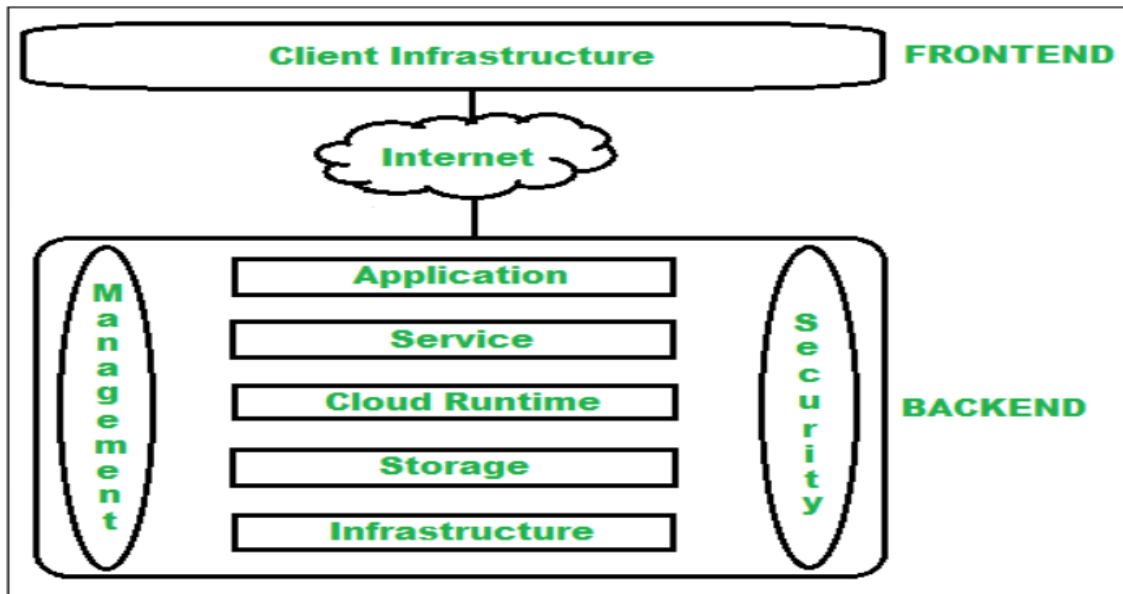 Client Infrastructure
FRONTEND
Internet
Management
Application
Service
Cloud Runtime
Storage
Infrastructure
Security
BACKEND